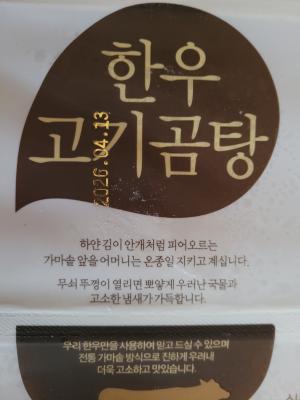 한우
고기곰탕
2026.04.13
하얀 김이 안개처럼 피어오르는
가마솥 앞을 어머니는 온종일 지키고 계십니다.
무쇠 뚜껑이 열리면 뽀얗게 우러난 국물과
고소한 냄새가 가득합니다.
우리 한우만을 사용하여 믿고 드실 수 있으며
전통 가마솥 방식으로 진하게 우려내
더욱 고소하고 맛있습니다.